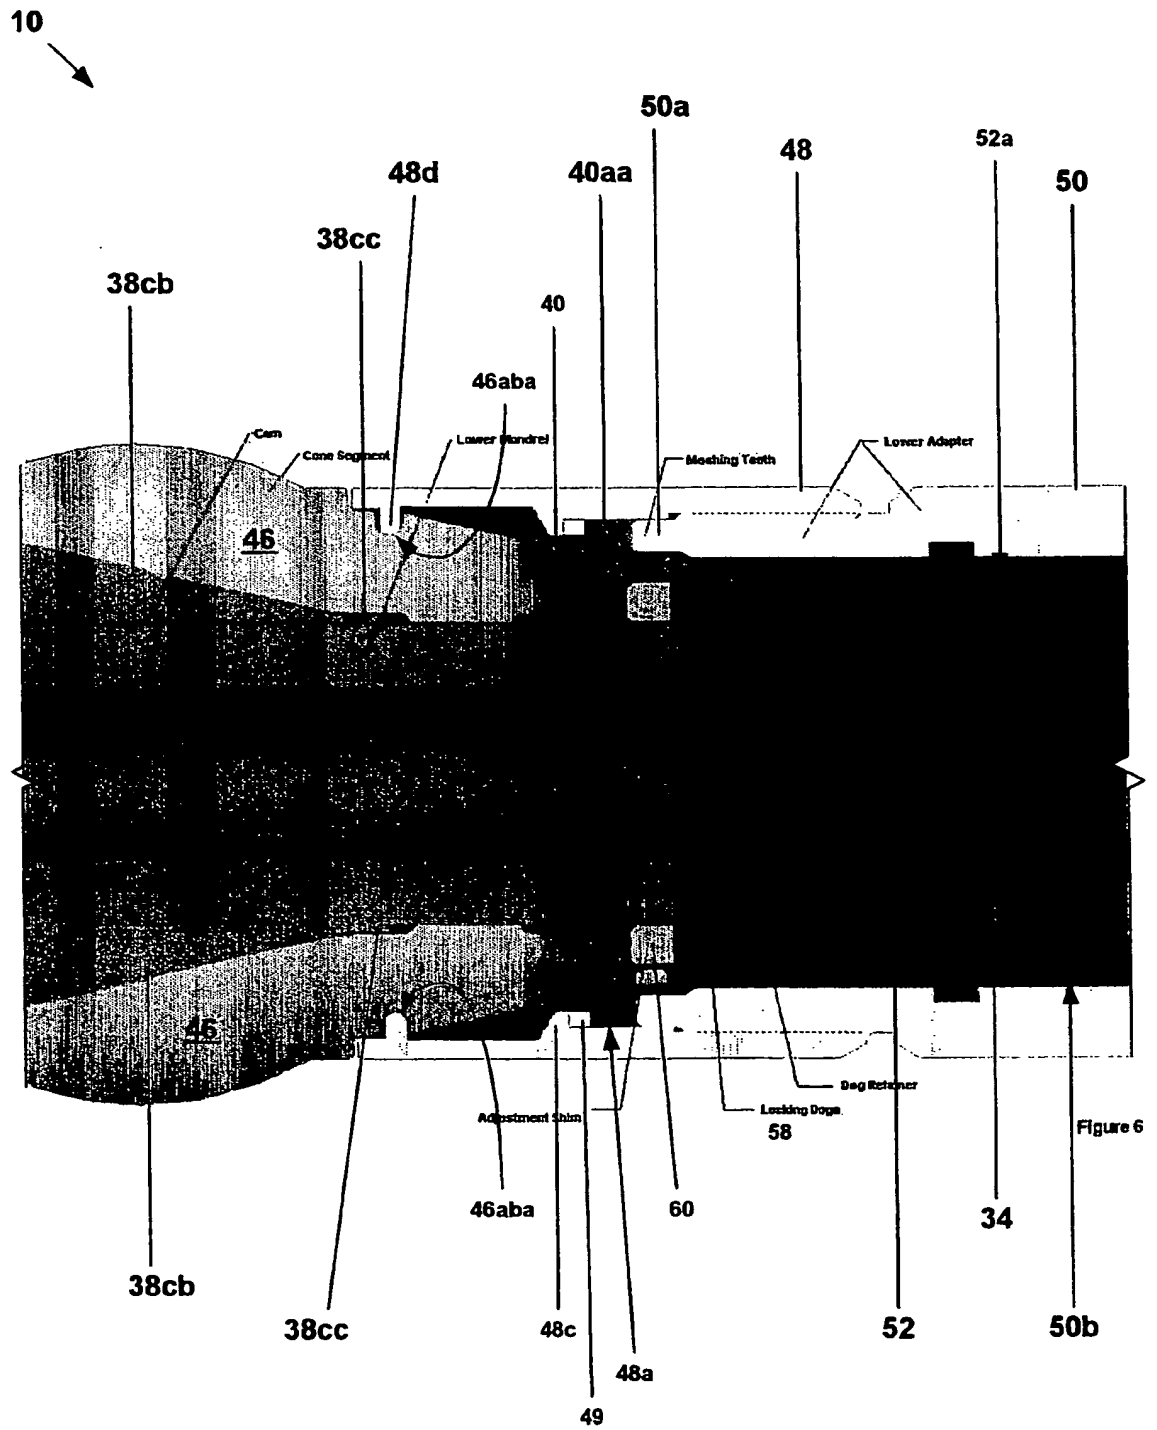 10
50a
48
52a
48d
40aa
50
38cc
38cb
40
46aba
Cam
Lower Mandrel
Lower Adapter
Cone Segment
Meshing Teeth
46
46
Dog Retainer
Adjustment Shim
Locking Dogs
58
Figure 6
46aba
60
34
38cb
38cc
48c
52
50b
48a
49